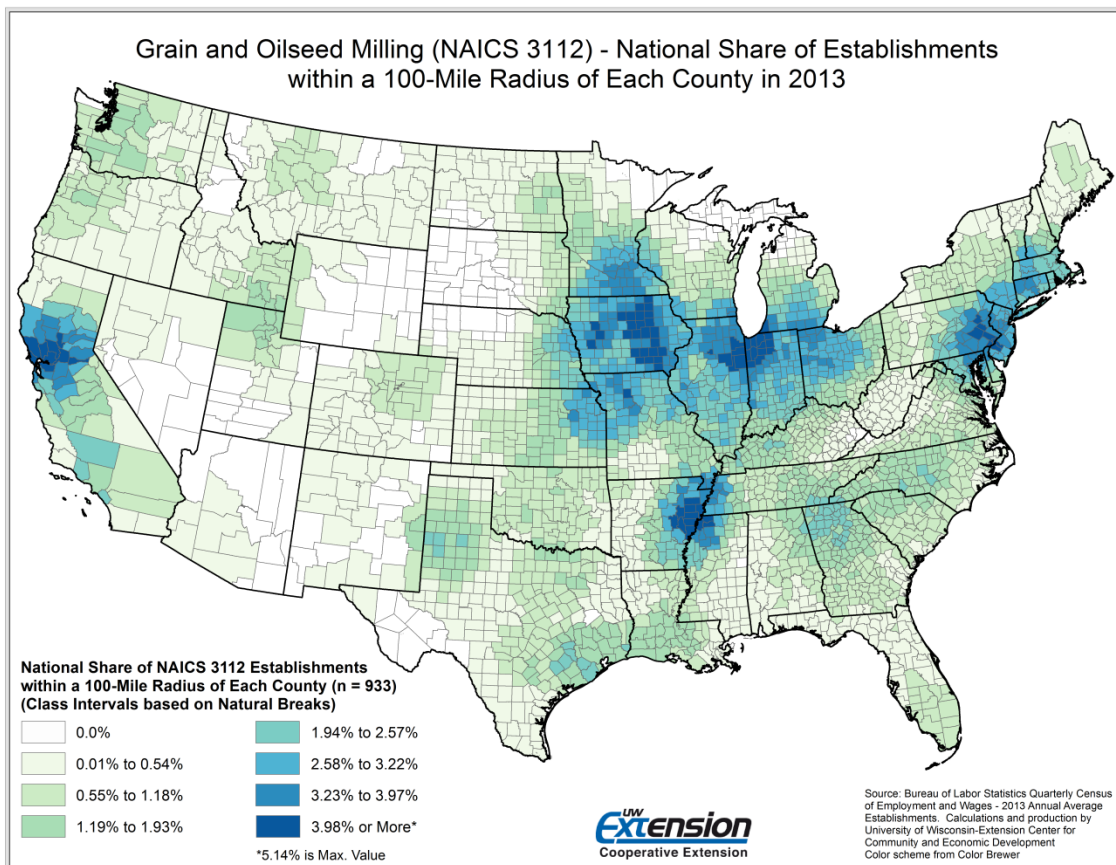 Grain and Oilseed Milling (NAICS 3112) - National Share of Establishments
within a 100-Mile Radius of Each County in 2013
National Share of NAICS 3112 Establishments
within a 100-Mile Radius of Each County (n = 933)
(Class Intervals based on Natural Breaks)
0.0%
0.01% to 0.54%
0.55% to 1.18%
1.19% to 1.93%
1.94% to 2.57%
2.58% to 3.22%
3.23% to 3.97%
3.98% or More*
*5.14% is Max. Value
UW
Extension
Cooperative Extension
Source: Bureau of Labor Statistics Quarterly Census
of Employment and Wages - 2013 Annual Average
Establishments. Calculations and production by
University of Wisconsin-Extension Center for
Community and Economic Development
Color scheme from Color Brewer